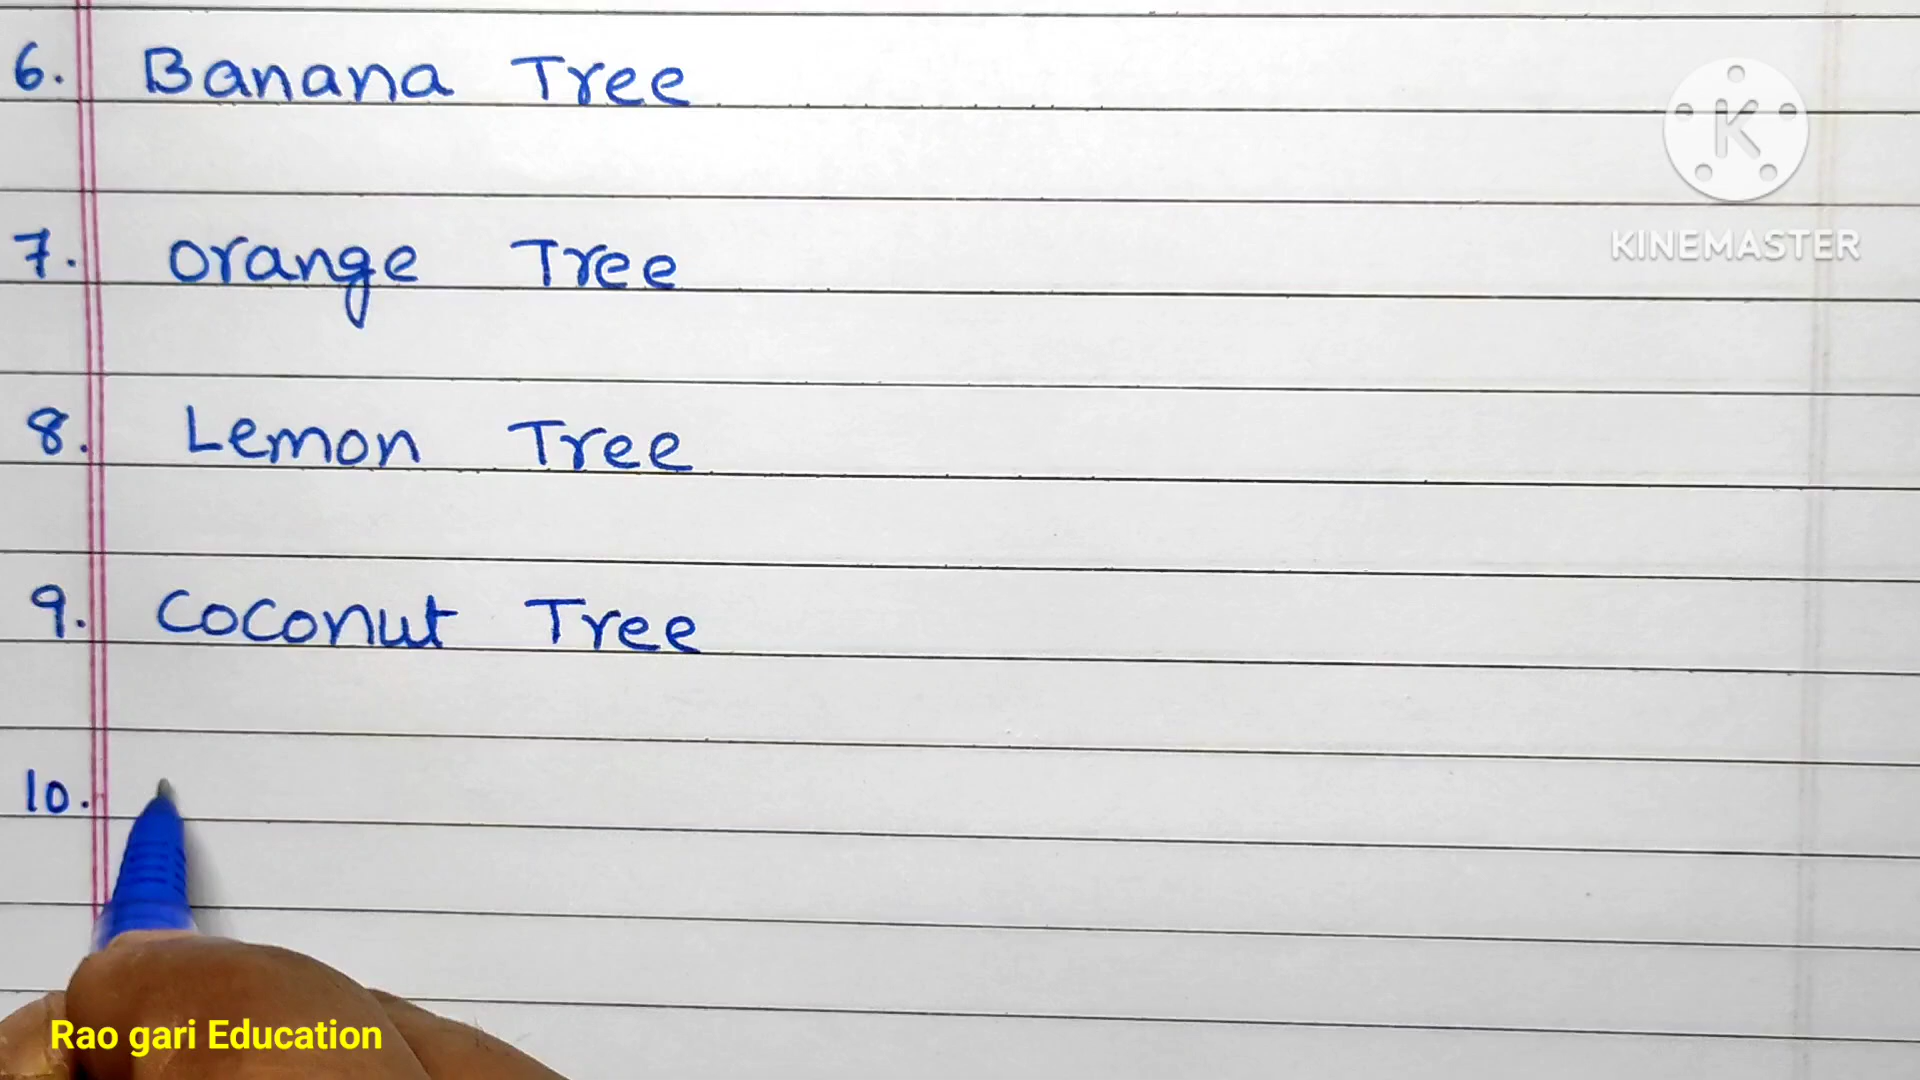 6. Banana Tree
K
KINEMASTER
7. orange Tree
8. Lemon Tree
9. Coconut Tree
10.
Rao gari Education